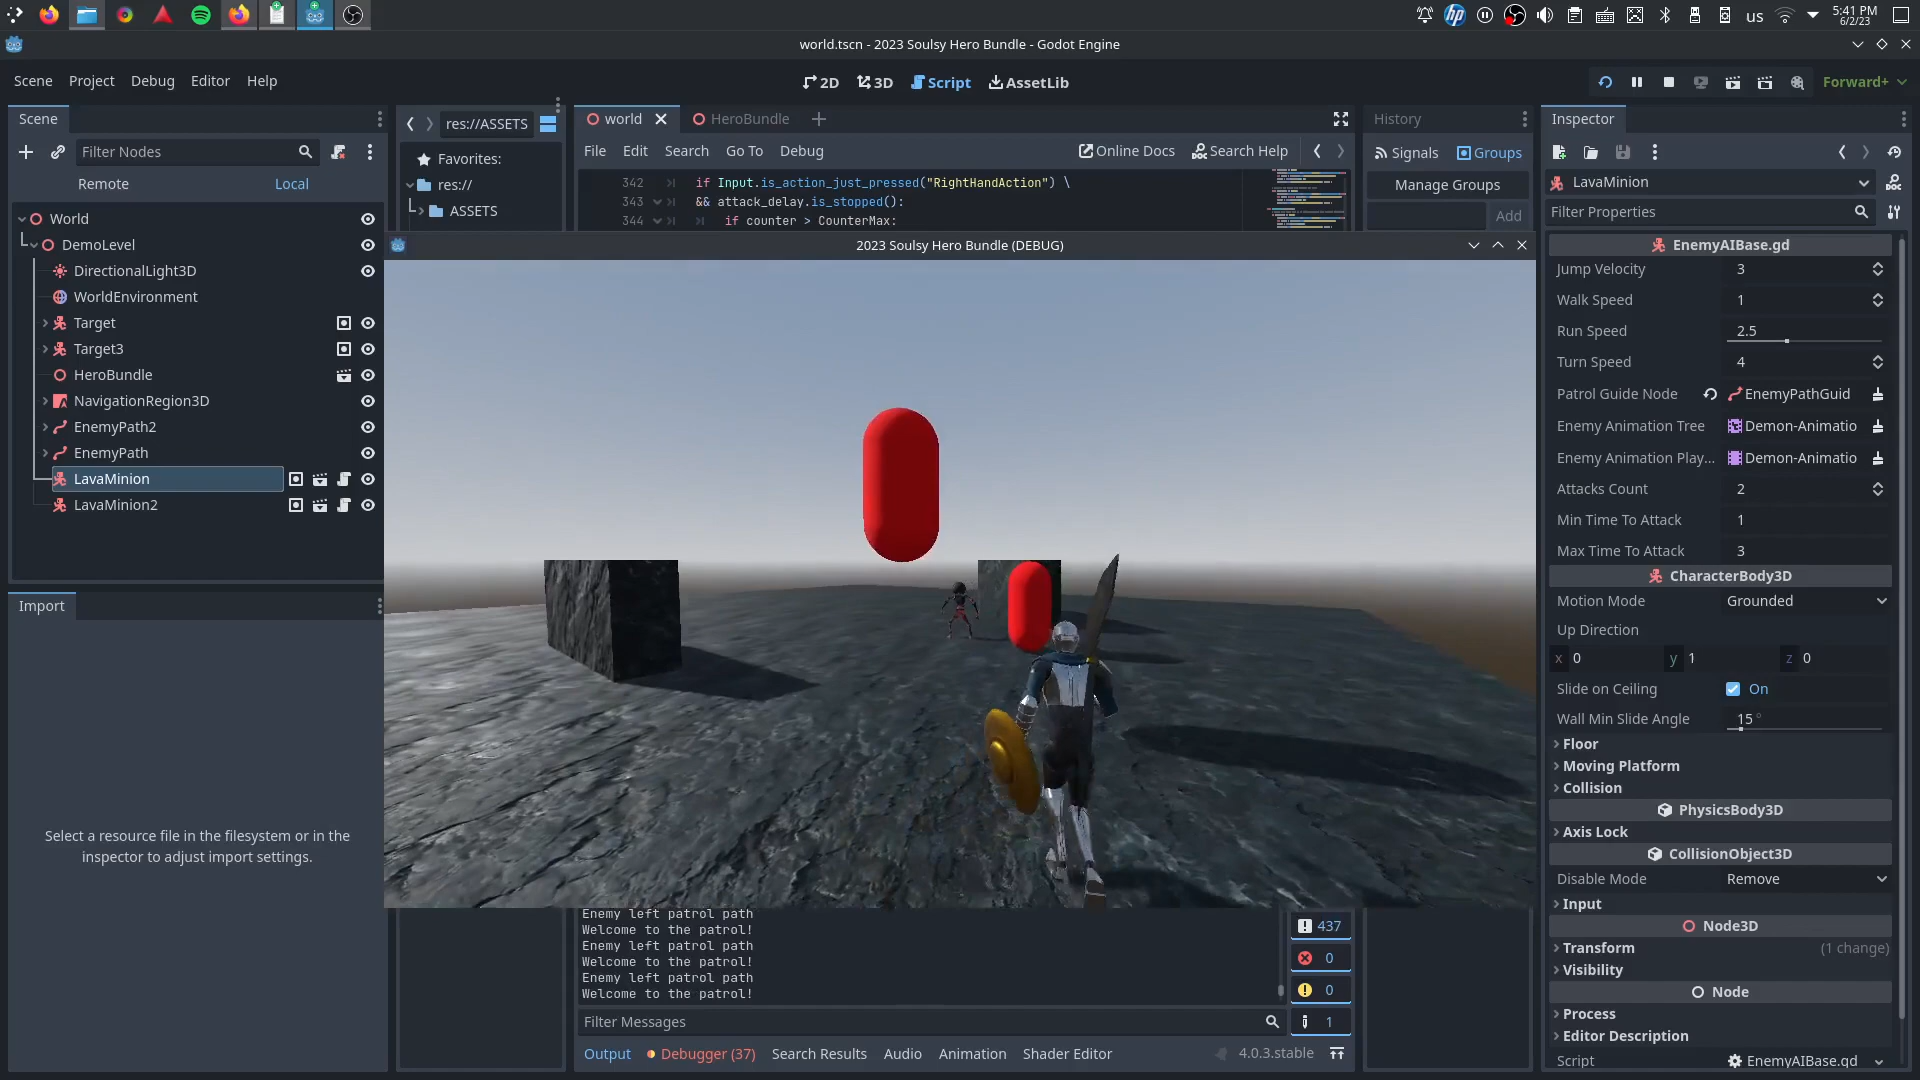 us
5:41 PM
6/2/23
world.tscn - 2023 Soulsy Hero Bundle - Godot Engine
Scene Project Debug Editor Help
2D 3D Script AssetLib
Forward+
Scene
Filter Nodes
Remote Local
World
DemoLevel
DirectionalLight3D
WorldEnvironment
Target
Target3
HeroBundle
NavigationRegion3D
EnemyPath2
EnemyPath
LavaMinion
LavaMinion2
Import
Select a resource file in the filesystem or in the
inspector to adjust import settings.
res://ASSETS
Favorites:
res://
ASSETS
world HeroBundle
File Edit Search Go To Debug Online Docs Search Help
342 if Input.is_action_just_pressed("RightHandAction") \
343 && attack_delay.is_stopped():
344 if counter > CounterMax:
2023 Soulsy Hero Bundle (DEBUG)
Enemy left patrol path
Welcome to the patrol!
Enemy left patrol path
Welcome to the patrol!
Enemy left patrol path
Welcome to the patrol!
437
0
0
1
Filter Messages
Output Debugger (37) Search Results Audio Animation Shader Editor 4.0.3.stable
History
Signals Groups
Manage Groups
Add
Inspector
LavaMinion
Filter Properties
EnemyAIBase.gd
Jump Velocity 3
Walk Speed 1
Run Speed 2.5
Turn Speed 4
Patrol Guide Node EnemyPathGuid
Enemy Animation Tree Demon-Animatio
Enemy Animation Play... Demon-Animatio
Attacks Count 2
Min Time To Attack 1
Max Time To Attack 3
CharacterBody3D
Motion Mode Grounded
Up Direction
x 0 y 1 z 0
Slide on Ceiling On
Wall Min Slide Angle 15 °
Floor
Moving Platform
Collision
PhysicsBody3D
Axis Lock
CollisionObject3D
Disable Mode Remove
Input
Node3D
Transform (1 change)
Visibility
Node
Process
Editor Description
Script EnemyAIBase.gd